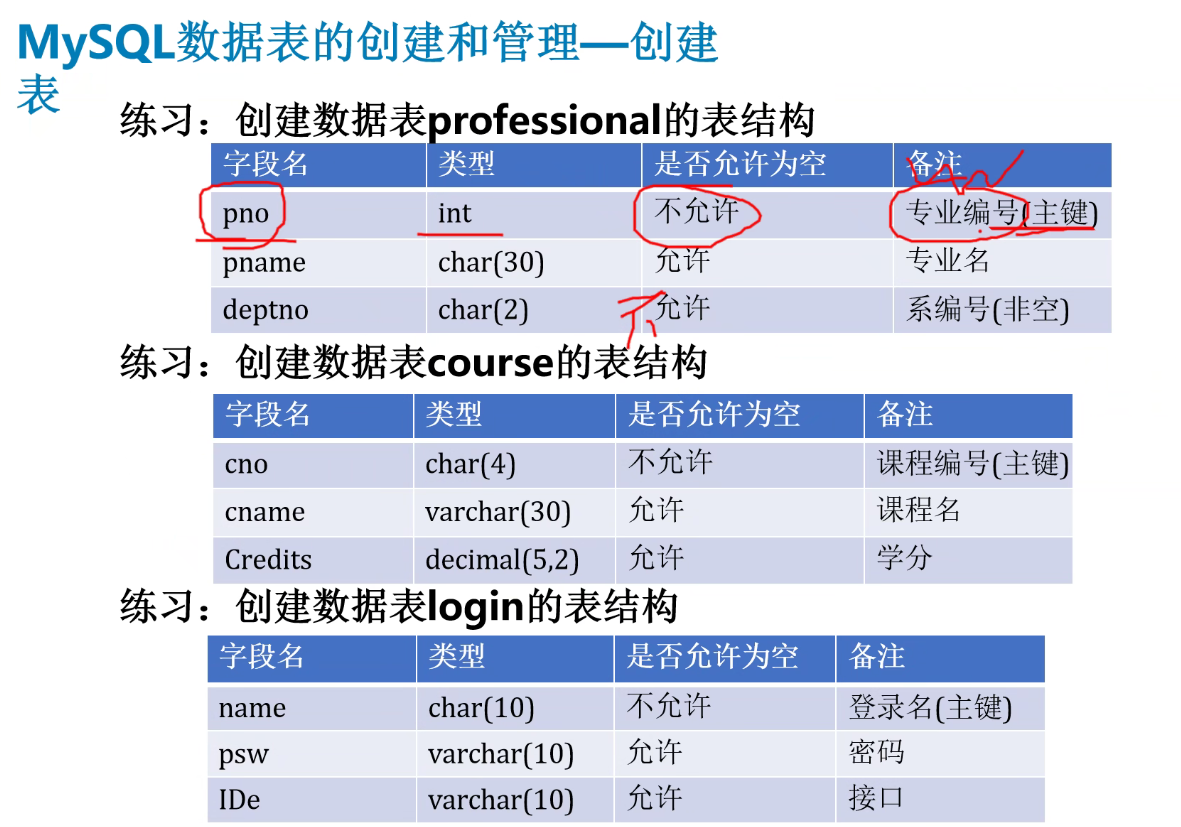 MySQL数据表的创建和管理—创建
表
练习：创建数据表professional的表结构
字段名 类型 是否允许为空 备注
pno int 不允许 专业编号(主键)
pname char(30) 允许 专业名
deptno char(2) 不允许 系编号(非空)
练习：创建数据表course的表结构
字段名 类型 是否允许为空 备注
cno char(4) 不允许 课程编号(主键)
cname varchar(30) 允许 课程名
Credits decimal(5,2) 允许 学分
练习：创建数据表login的表结构
字段名 类型 是否允许为空 备注
name char(10) 不允许 登录名(主键)
psw varchar(10) 允许 密码
IDe varchar(10) 允许 接口